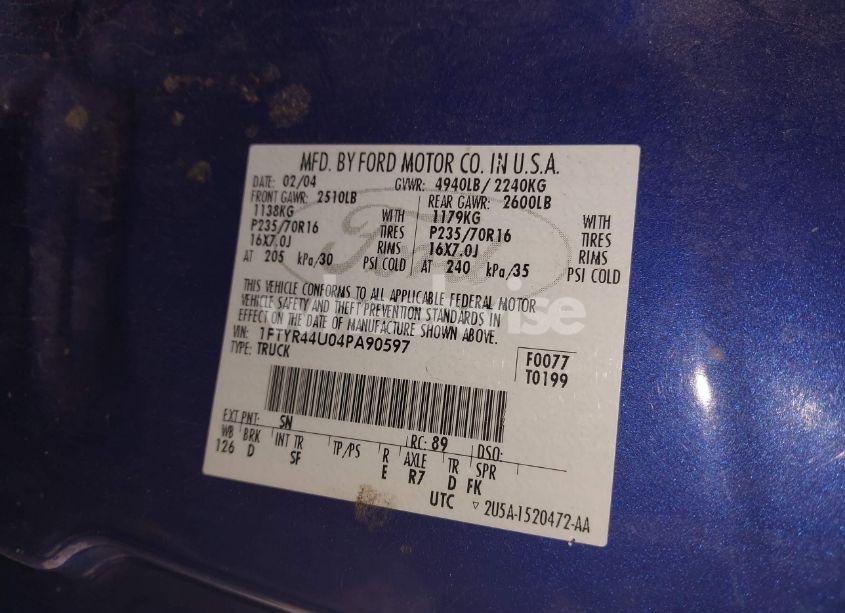 MFD. BY FORD MOTOR CO. IN U.S.A.
DATE: 02/04 GVWR: 4940LB/ 2240KG
FRONT GAWR: 2510LB REAR GAWR: 2600LB
1138KG WITH 1179KG WITH
P235/70R16 TIRES P235/70R16 TIRES
16X7.0J RIMS 16X7.0J RIMS
AT 205 kPa/30 PSI COLD AT 240 kPa/35 PSI COLD
THIS VEHICLE CONFORMS TO ALL APPLICABLE FEDERAL MOTOR
VEHICLE SAFETY AND THEFT PREVENTION STANDARDS IN
EFFECT ON THE DATE OF MANUFACTURE SHOWN ABOVE.
VIN: 1FTYR44U04PA90597
TYPE: TRUCK
F0077
T0199
EXT PNT: SN RC: 89 DSO:
WB BRK INT TR TP/PS R AXLE TR SPR
126 D SF E R7 D FK
UTC ▽ 2U5A-1520472-AA
Ford